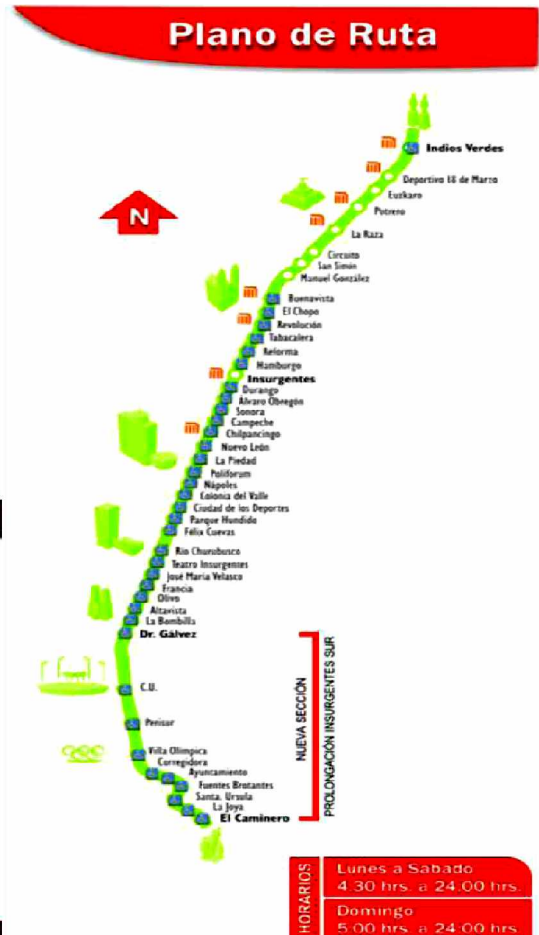 Plano de Ruta
N
Indios Verdes
Deportivo 18 de Marzo
Euzkaro
Potrero
La Raza
Circuito
San Simón
Manuel González
Buenavista
El Chopo
Revolución
Tabacalera
Reforma
Hamburgo
Insurgentes
Durango
Álvaro Obregón
Sonora
Campeche
Chilpancingo
Nuevo León
La Piedad
Poliforum
Nápoles
Colonia del Valle
Ciudad de los Deportes
Parque Hundido
Félix Cuevas
Río Churubusco
Teatro Insurgentes
José María Velasco
Francia
Olivo
Altavista
La Bombilla
Dr. Gálvez
C.U.
Perisur
Villa Olímpica
Corregidora
Ayuntamiento
Fuentes Brotantes
Santa. Ursula
La Joya
El Caminero
NUEVA SECCIÓN
PROLONGACIÓN INSURGENTES SUR
HORARIOS
Lunes a Sabado
4.30 hrs. a 24:00 hrs.
Domingo
5:00 hrs. a 24:00 hrs